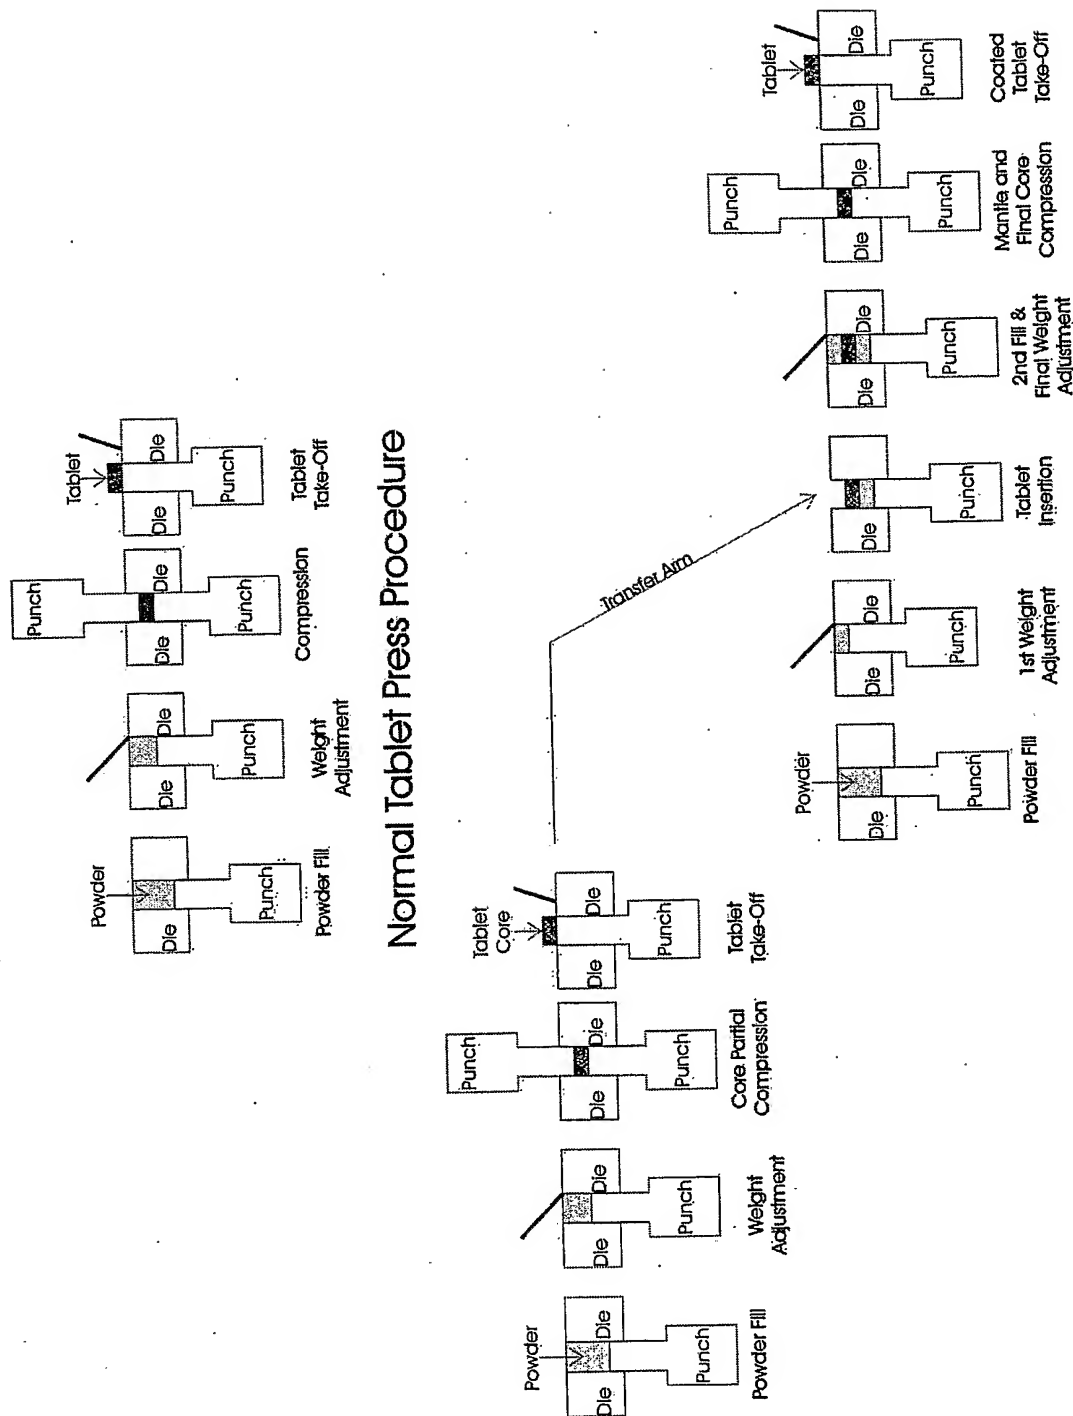 Powder
Die
Punch
Powder Fill
Die
Die
Punch
Weight
Adjustment
Punch
Die
Die
Punch
Compression
Tablet
Die
Die
Punch
Tablet
Take-Off
Normal Tablet Press Procedure
Powder
Die
Die
Punch
Powder Fill
Die
Die
Punch
Weight
Adjustment
Punch
Die
Die
Punch
Core Partial
Compression
Tablet
Core
Die
Die
Punch
Tablet
Take-Off
Transfer Arm
Powder
Die
Punch
Powder Fill
Die
Die
Punch
1st Weight
Adjustment
Die
Punch
Tablet
Insertion
Die
Die
Punch
2nd Fill &
Final Weight
Adjustment
Punch
Die
Die
Punch
Mantle and
Final Core
Compression
Tablet
Die
Die
Punch
Coated
Tablet
Take-Off